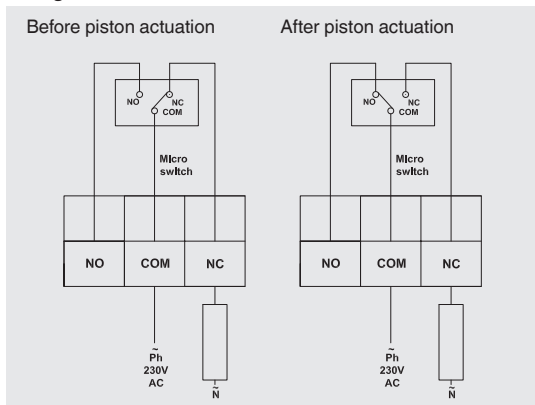 Before piston actuation
After piston actuation
NO
NC
COM
Micro
switch
NO COM NC
~
Ph
230V
AC
~
N
NO
NC
COM
Micro
switch
NO COM NC
~
Ph
230V
AC
~
N